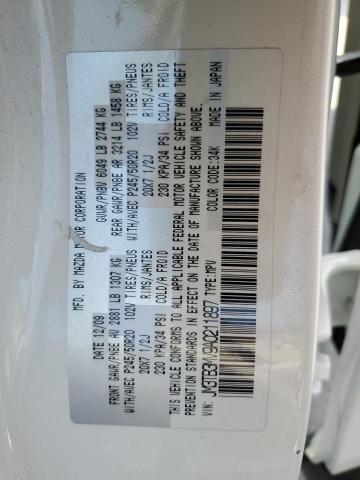 MFD. BY MAZDA MOTOR CORPORATION
DATE 12/09 GVWR/PNBV 6049 LB 2744 KG
FRONT GAWR/PNBE AV 2881 LB 1307 KG REAR GAWR/PNBE AR 3214 LB 1458 KG
WITH/AVEC P245/50R20 102V TIRES/PNEUS WITH/AVEC P245/50R20 102V TIRES/PNEUS
20X7 1/2J RIMS/JANTES 20X7 1/2J RIMS/JANTES
230 KPA/34 PSI COLD/A FROID 230 KPA/34 PSI COLD/A FROID
THIS VEHICLE CONFORMS TO ALL APPLICABLE FEDERAL MOTOR VEHICLE SAFETY AND THEFT
PREVENTION STANDARDS IN EFFECT ON THE DATE OF MANUFACTURE SHOWN ABOVE.
MADE IN JAPAN
VIN: JM3TB3MV9A0211897 TYPE:MPV COLOR CODE: 34K